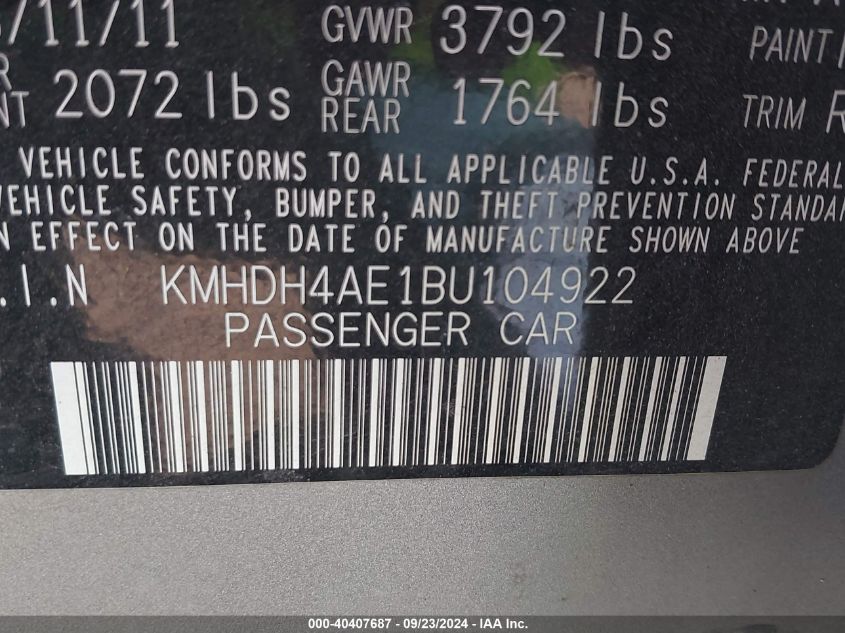 /11/11 GVWR 3792 lbs PAINT
2072 lbs GAWR REAR 1764 lbs TRIM
VEHICLE CONFORMS TO ALL APPLICABLE U.S.A. FEDERAL
VEHICLE SAFETY, BUMPER, AND THEFT PREVENTION STANDA
N EFFECT ON THE DATE OF MANUFACTURE SHOWN ABOVE
.I.N KMHDH4AE1BU104922
PASSENGER CAR
000-40407687 - 09/23/2024 - IAA Inc.